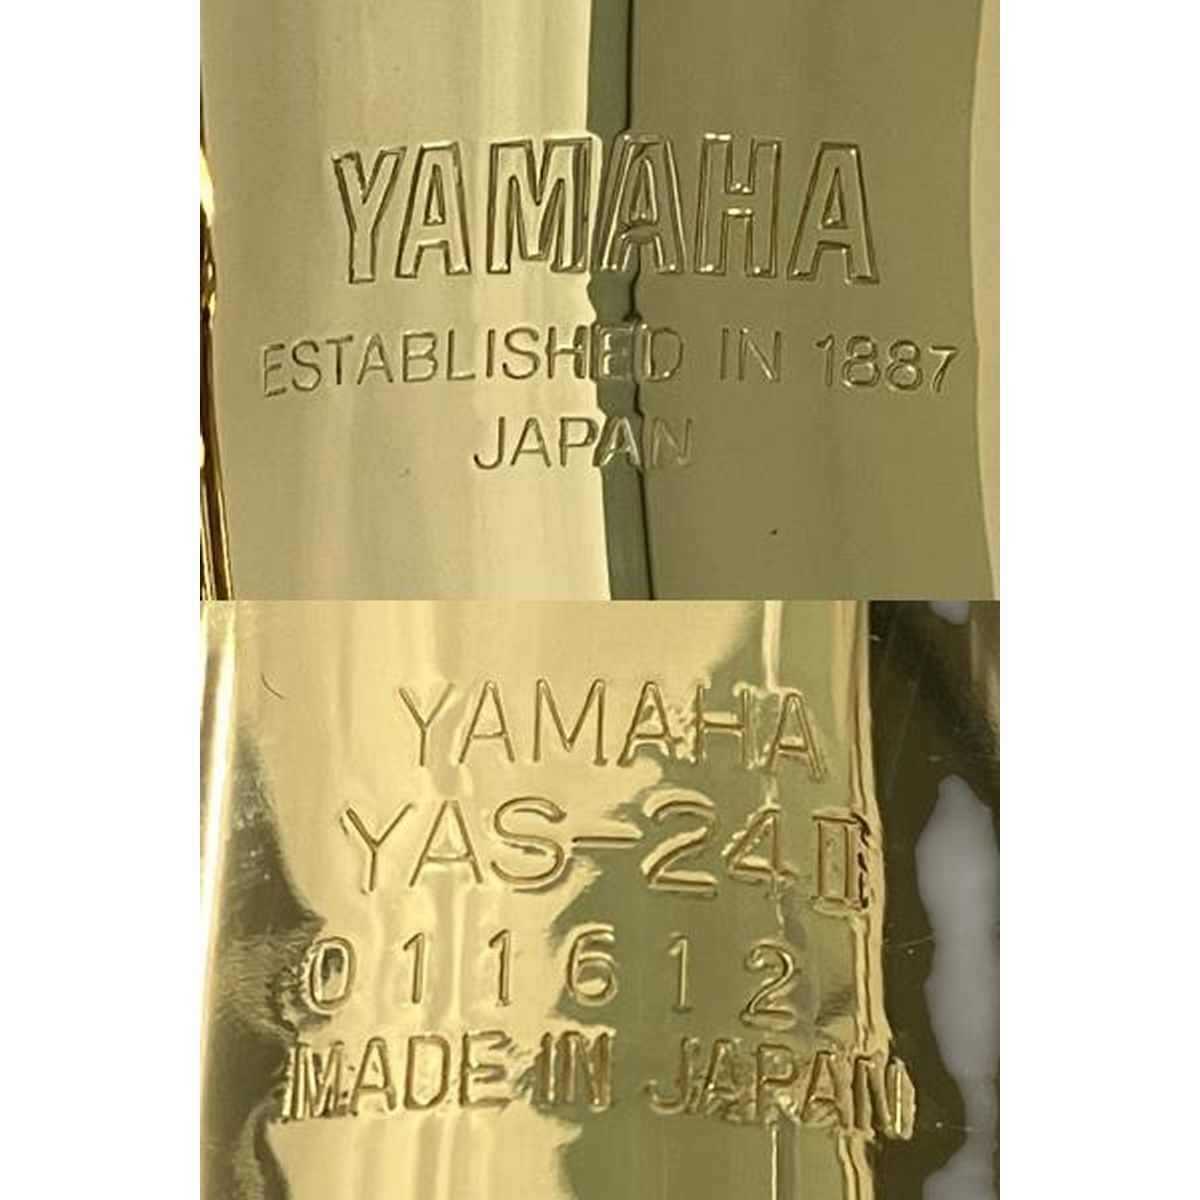 YAMAHA
ESTABLISHED IN 1887
JAPAN
YAMAHA
YAS-24II
011612
MADE IN JAPAN